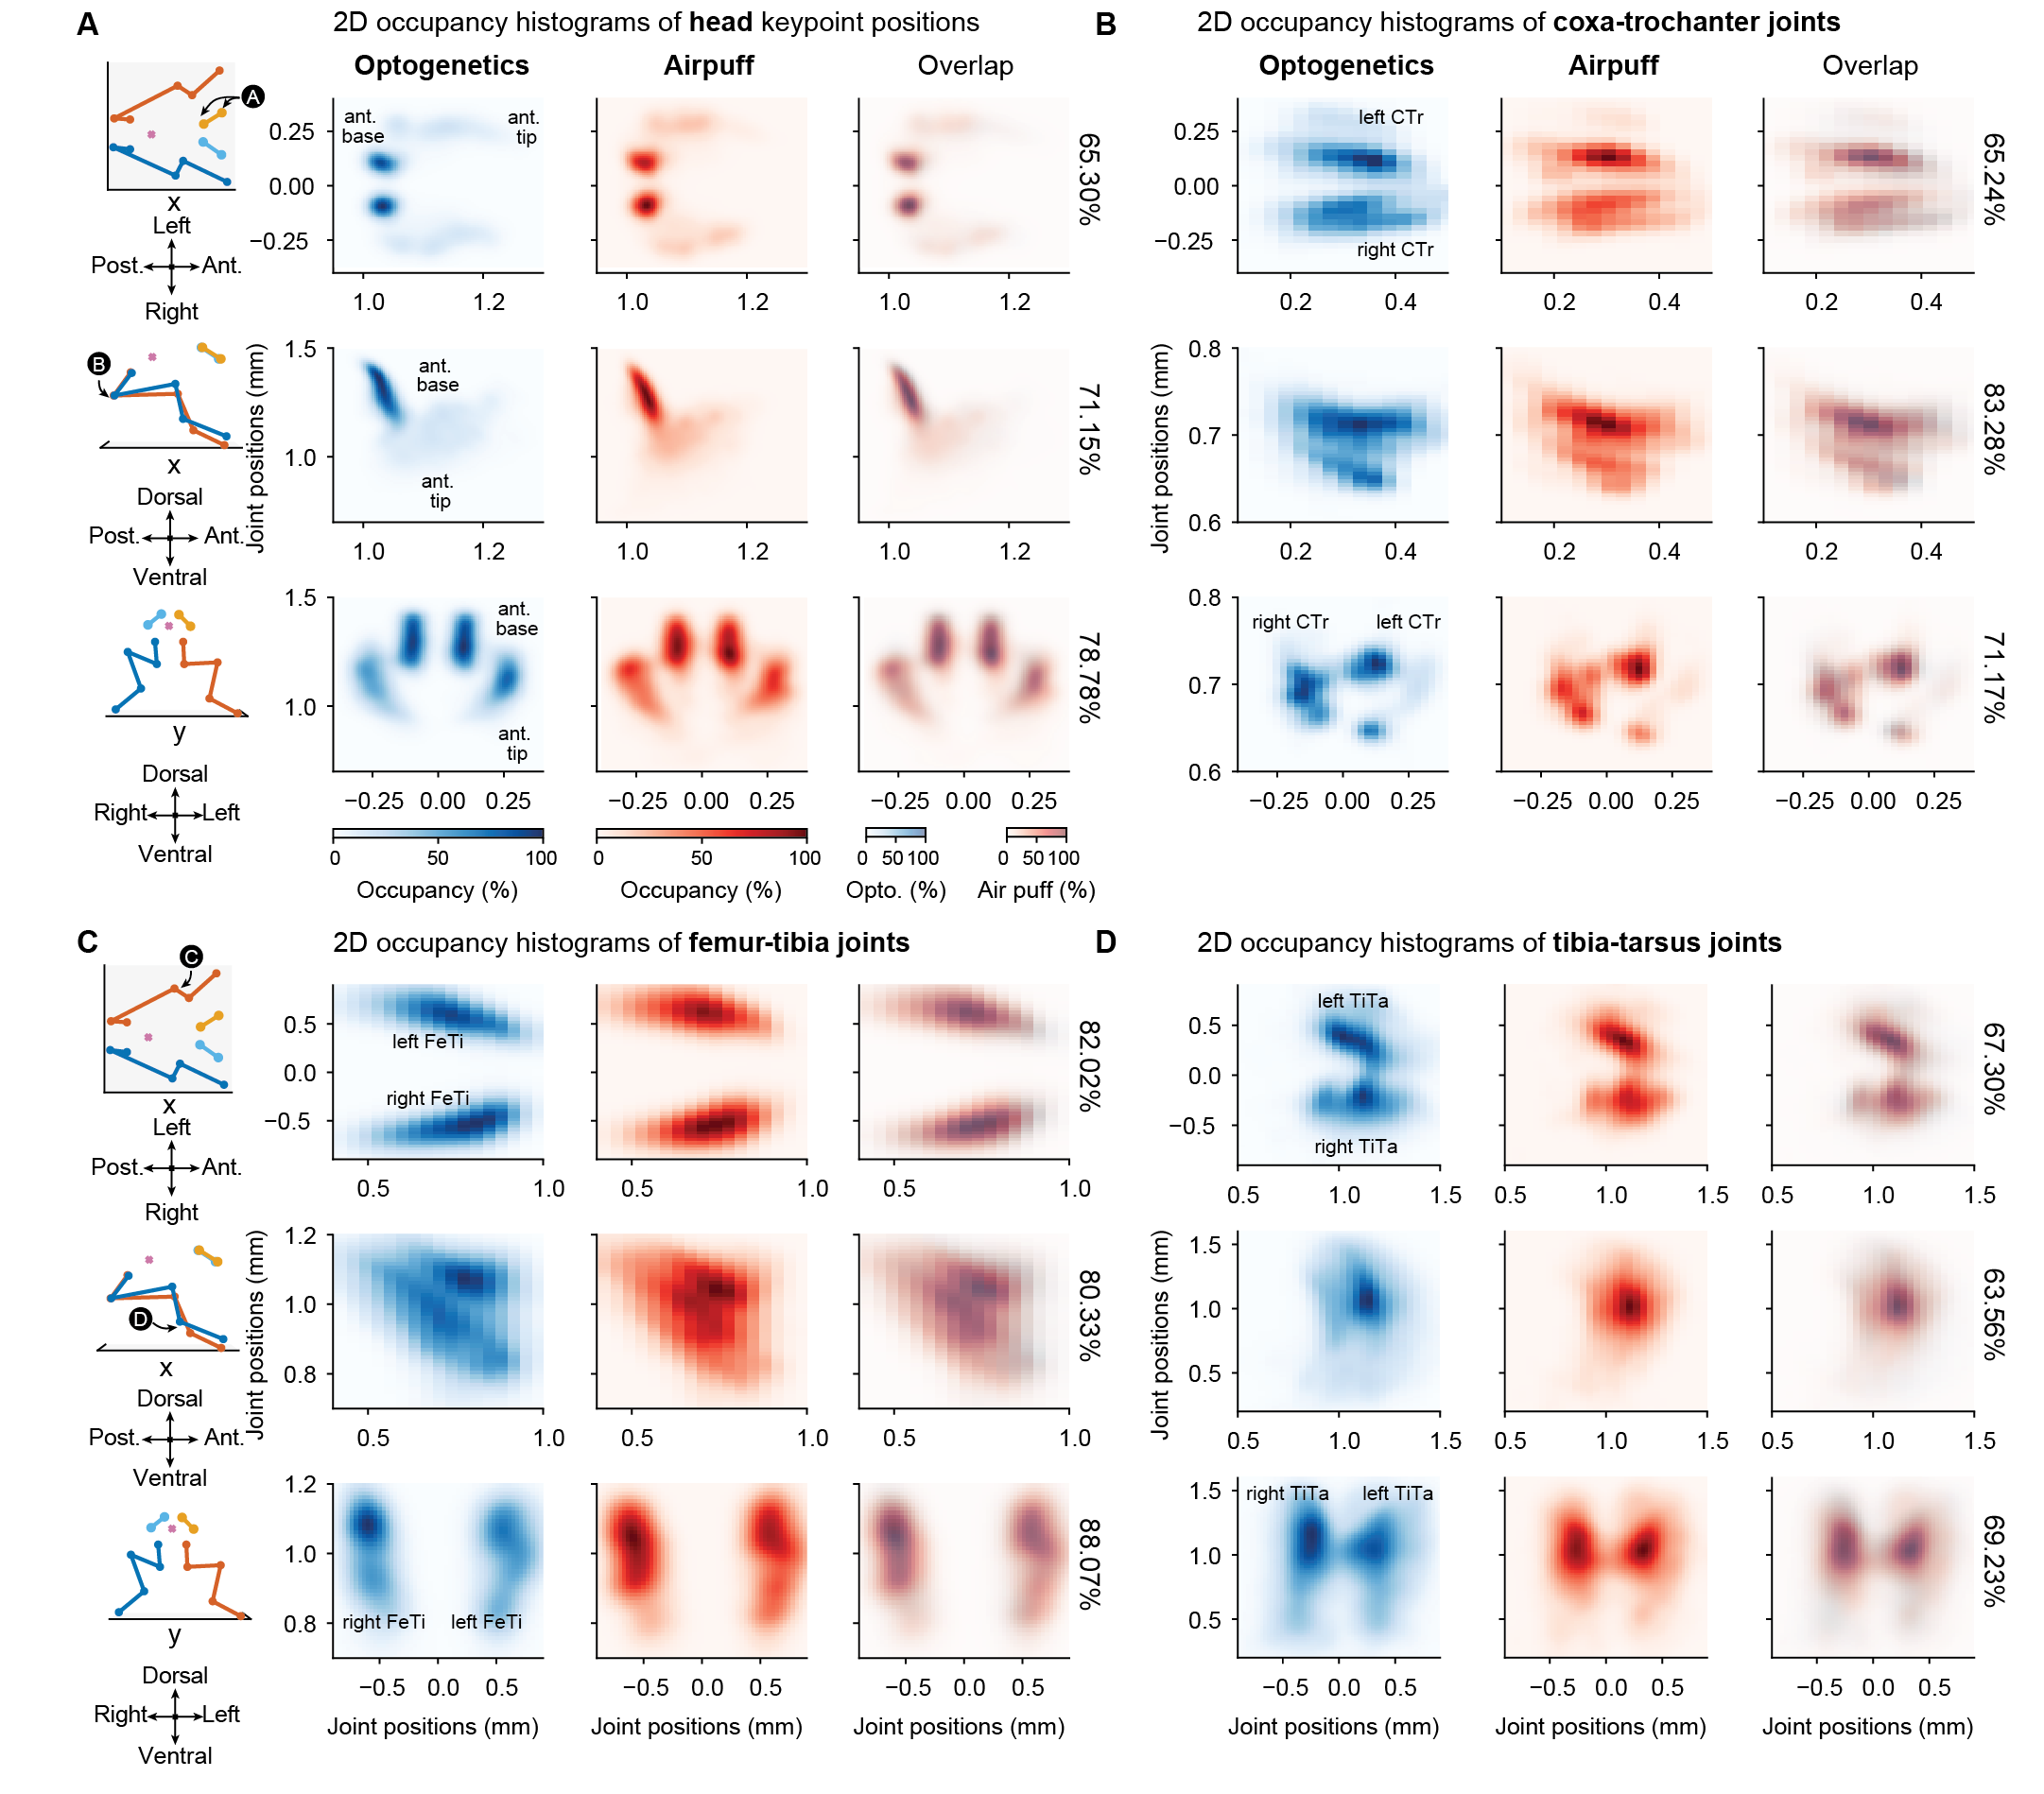 A
2D occupancy histograms of head keypoint positions
Optogenetics
Airpuff
Overlap
A
x
Left
Post.
Ant.
Right
0.25
0.00
−0.25
ant.
base
ant.
tip
1.0
1.2
1.0
1.2
1.0
1.2
65.30%
B
x
Dorsal
Post.
Ant.
Ventral
Joint positions (mm)
1.5
1.0
ant.
base
ant.
tip
1.0
1.2
1.0
1.2
1.0
1.2
71.15%
y
Dorsal
Right
Left
Ventral
1.5
1.0
ant.
base
ant.
tip
−0.25
0.00
0.25
−0.25
0.00
0.25
−0.25
0.00
0.25
78.78%
0
50
100
Occupancy (%)
0
50
100
Occupancy (%)
0
50
100
Opto. (%)
0
50
100
Air puff (%)
B
2D occupancy histograms of coxa-trochanter joints
Optogenetics
Airpuff
Overlap
0.25
0.00
−0.25
left CTr
right CTr
0.2
0.4
0.2
0.4
0.2
0.4
65.24%
Joint positions (mm)
0.8
0.7
0.6
0.2
0.4
0.2
0.4
0.2
0.4
83.28%
0.8
0.7
0.6
right CTr
left CTr
−0.25
0.00
0.25
−0.25
0.00
0.25
−0.25
0.00
0.25
71.17%
C
2D occupancy histograms of femur-tibia joints
C
x
Left
Post.
Ant.
Right
0.5
0.0
−0.5
left FeTi
right FeTi
0.5
1.0
0.5
1.0
0.5
1.0
82.02%
D
x
Dorsal
Post.
Ant.
Ventral
Joint positions (mm)
1.2
1.0
0.8
0.5
1.0
0.5
1.0
0.5
1.0
80.33%
y
Dorsal
Right
Left
Ventral
1.2
1.0
0.8
right FeTi
left FeTi
−0.5
0.0
0.5
−0.5
0.0
0.5
−0.5
0.0
0.5
88.07%
Joint positions (mm)
Joint positions (mm)
Joint positions (mm)
D
2D occupancy histograms of tibia-tarsus joints
0.5
0.0
−0.5
left TiTa
right TiTa
0.5
1.0
1.5
0.5
1.0
1.5
0.5
1.0
1.5
67.30%
Joint positions (mm)
1.5
1.0
0.5
0.5
1.0
1.5
0.5
1.0
1.5
0.5
1.0
1.5
63.56%
1.5
1.0
0.5
right TiTa
left TiTa
−0.5
0.0
0.5
−0.5
0.0
0.5
−0.5
0.0
0.5
69.23%
Joint positions (mm)
Joint positions (mm)
Joint positions (mm)